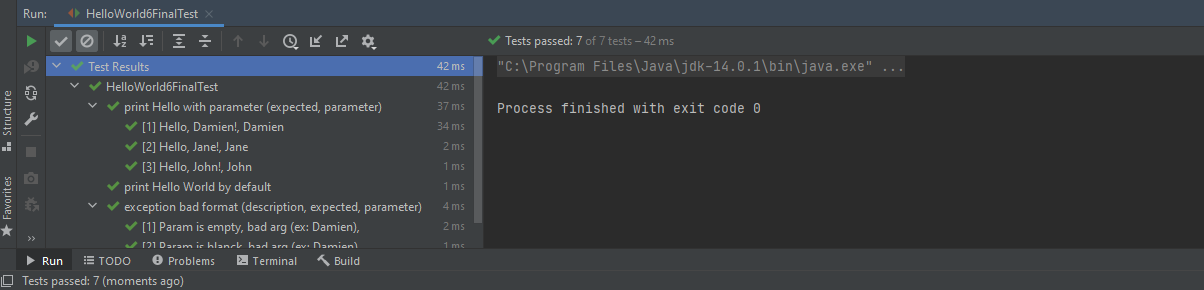 Run: HelloWorld6FinalTest
Tests passed: 7 of 7 tests – 42 ms
Test Results 42 ms
HelloWorld6FinalTest 42 ms
print Hello with parameter (expected, parameter) 37 ms
[1] Hello, Damien!, Damien 34 ms
[2] Hello, Jane!, Jane 2 ms
[3] Hello, John!, John 1 ms
print Hello World by default 1 ms
exception bad format (description, expected, parameter) 4 ms
[1] Param is empty, bad arg (ex: Damien), 2 ms
[2] Param is blanck, bad arg (ex: Damien), 1 ms
"C:\Program Files\Java\jdk-14.0.1\bin\java.exe" ...
Process finished with exit code 0
Structure
Favorites
Run TODO Problems Terminal Build
Tests passed: 7 (moments ago)